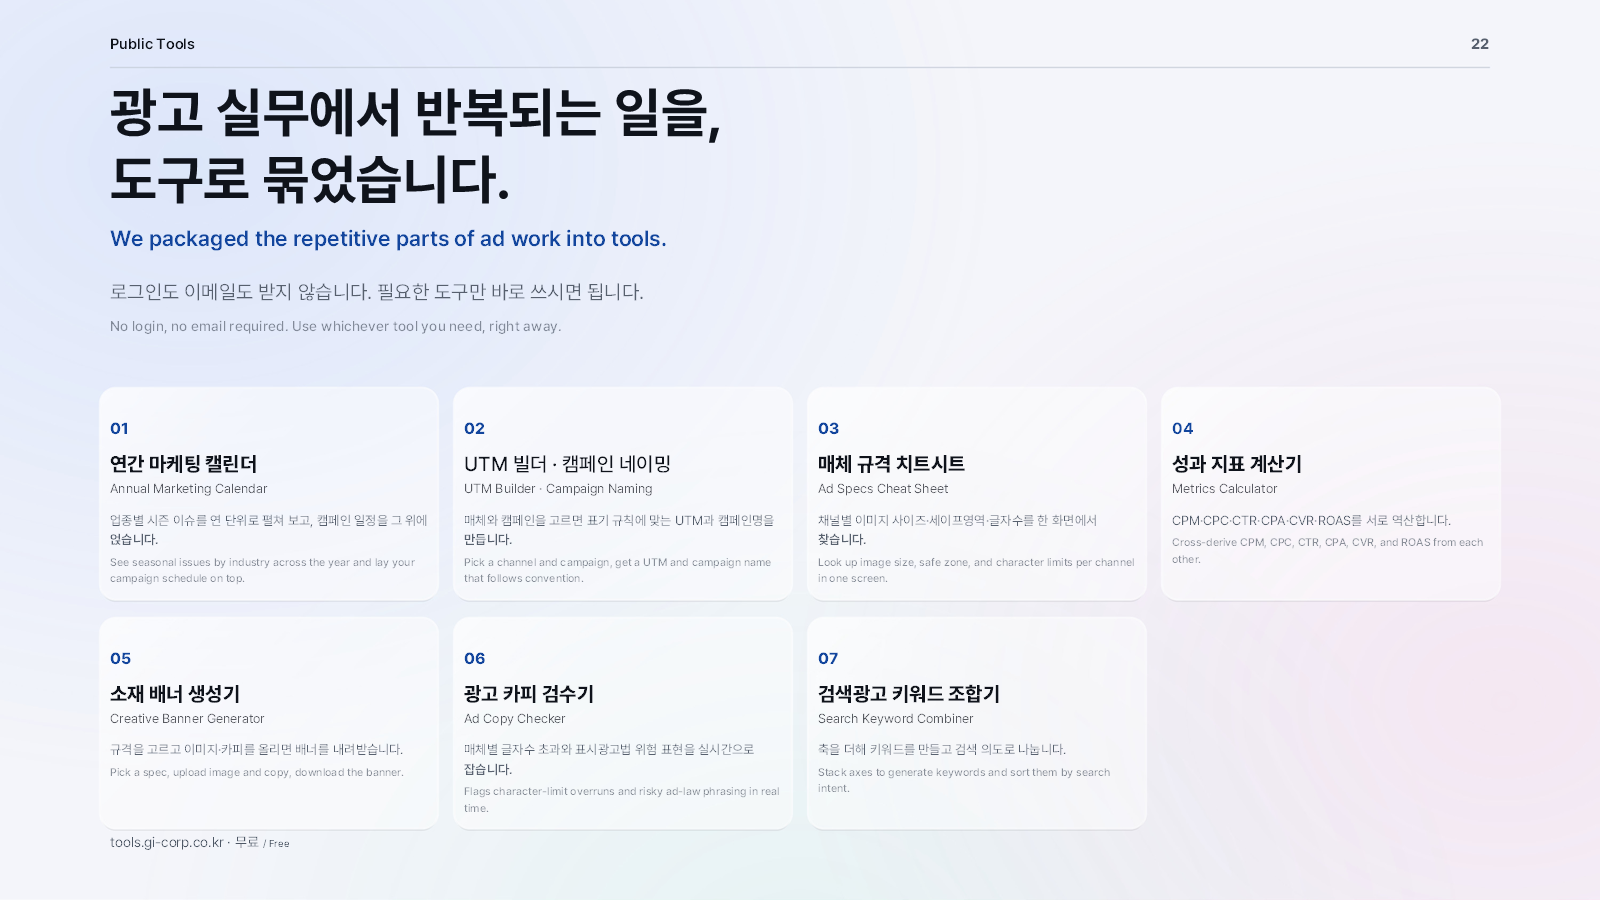 Public Tools
22
광고 실무에서 반복되는 일을,
도구로 묶었습니다.
We packaged the repetitive parts of ad work into tools.
로그인도 이메일도 받지 않습니다. 필요한 도구만 바로 쓰시면 됩니다.
No login, no email required. Use whichever tool you need, right away.
01
연간 마케팅 캘린더
Annual Marketing Calendar
업종별 시즌 이슈를 연 단위로 펼쳐 보고, 캠페인 일정을 그 위에
얹습니다.
See seasonal issues by industry across the year and lay your
campaign schedule on top.
02
UTM 빌더 · 캠페인 네이밍
UTM Builder · Campaign Naming
매체와 캠페인을 고르면 표기 규칙에 맞는 UTM과 캠페인명을
만듭니다.
Pick a channel and campaign, get a UTM and campaign name
that follows convention.
03
매체 규격 치트시트
Ad Specs Cheat Sheet
채널별 이미지 사이즈·세이프영역·글자수를 한 화면에서
찾습니다.
Look up image size, safe zone, and character limits per channel
in one screen.
04
성과 지표 계산기
Metrics Calculator
CPM·CPC·CTR·CPA·CVR·ROAS를 서로 역산합니다.
Cross-derive CPM, CPC, CTR, CPA, CVR, and ROAS from each
other.
05
소재 배너 생성기
Creative Banner Generator
규격을 고르고 이미지·카피를 올리면 배너를 내려받습니다.
Pick a spec, upload image and copy, download the banner.
06
광고 카피 검수기
Ad Copy Checker
매체별 글자수 초과와 표시광고법 위험 표현을 실시간으로
잡습니다.
Flags character-limit overruns and risky ad-law phrasing in real
time.
07
검색광고 키워드 조합기
Search Keyword Combiner
축을 더해 키워드를 만들고 검색 의도로 나눕니다.
Stack axes to generate keywords and sort them by search
intent.
tools.gi-corp.co.kr · 무료 / Free